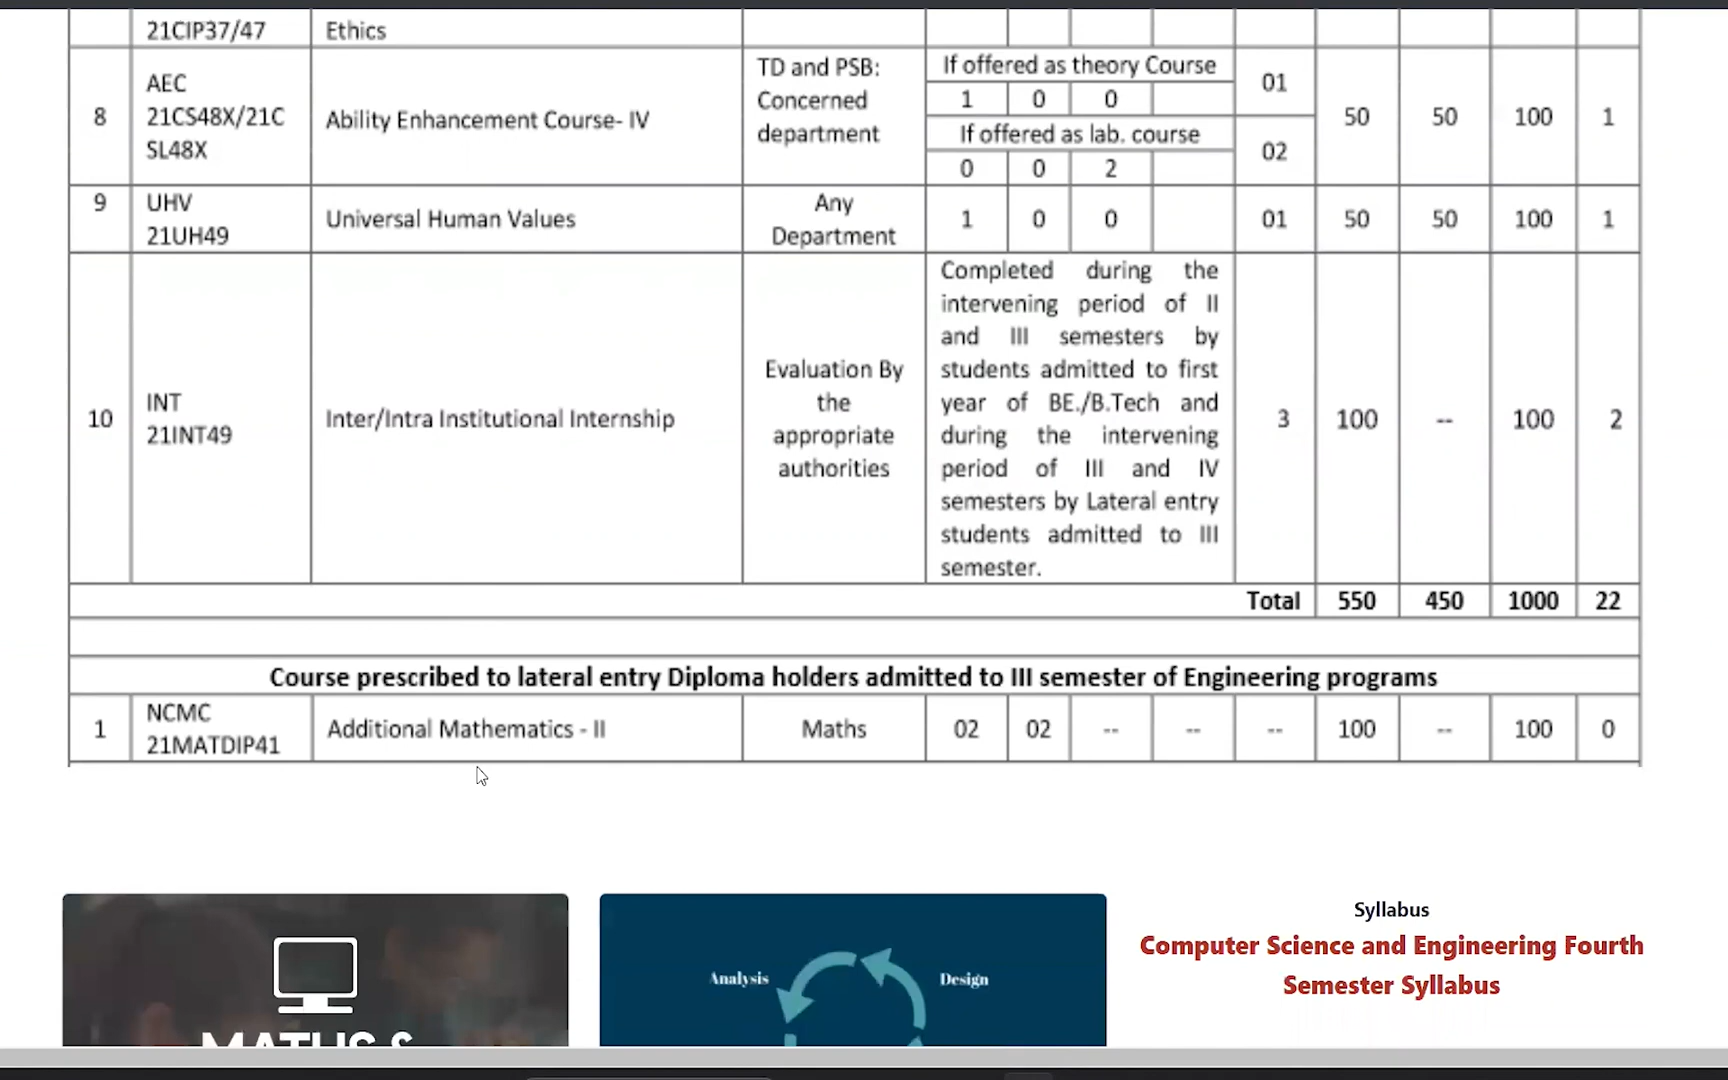 21CIP37/47 Ethics
8 AEC 21CS48X/21C SL48X Ability Enhancement Course- IV TD and PSB: Concerned department If offered as theory Course 01 50 50 100 1
1 0 0
If offered as lab. course 02
0 0 2
9 UHV 21UH49 Universal Human Values Any Department 1 0 0 01 50 50 100 1
10 INT 21INT49 Inter/Intra Institutional Internship Evaluation By the appropriate authorities
Completed during the
intervening period of II
and III semesters by
students admitted to first
year of BE./B.Tech and
during the intervening
period of III and IV
semesters by Lateral entry
students admitted to III
semester.
3 100 -- 100 2
Total 550 450 1000 22
Course prescribed to lateral entry Diploma holders admitted to III semester of Engineering programs
1 NCMC 21MATDIP41 Additional Mathematics - II Maths 02 02 -- -- -- 100 -- 100 0
MATHS
Analysis Design
Syllabus
Computer Science and Engineering Fourth
Semester Syllabus